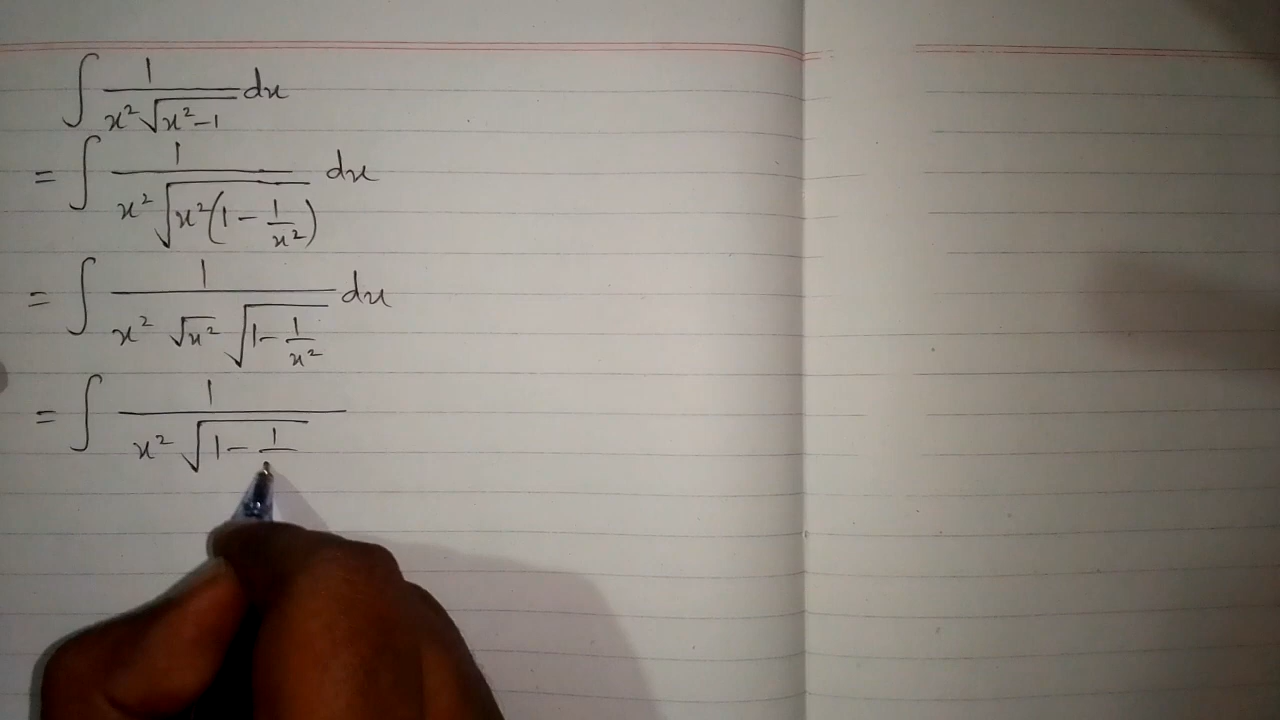 ∫ 1/(x²√(x²-1)) dx
= ∫ 1/(x²√(x²(1 - 1/x²))) dx
= ∫ 1/(x² √x² √(1 - 1/x²)) dx
= ∫ 1/(x² √(1 - 1/